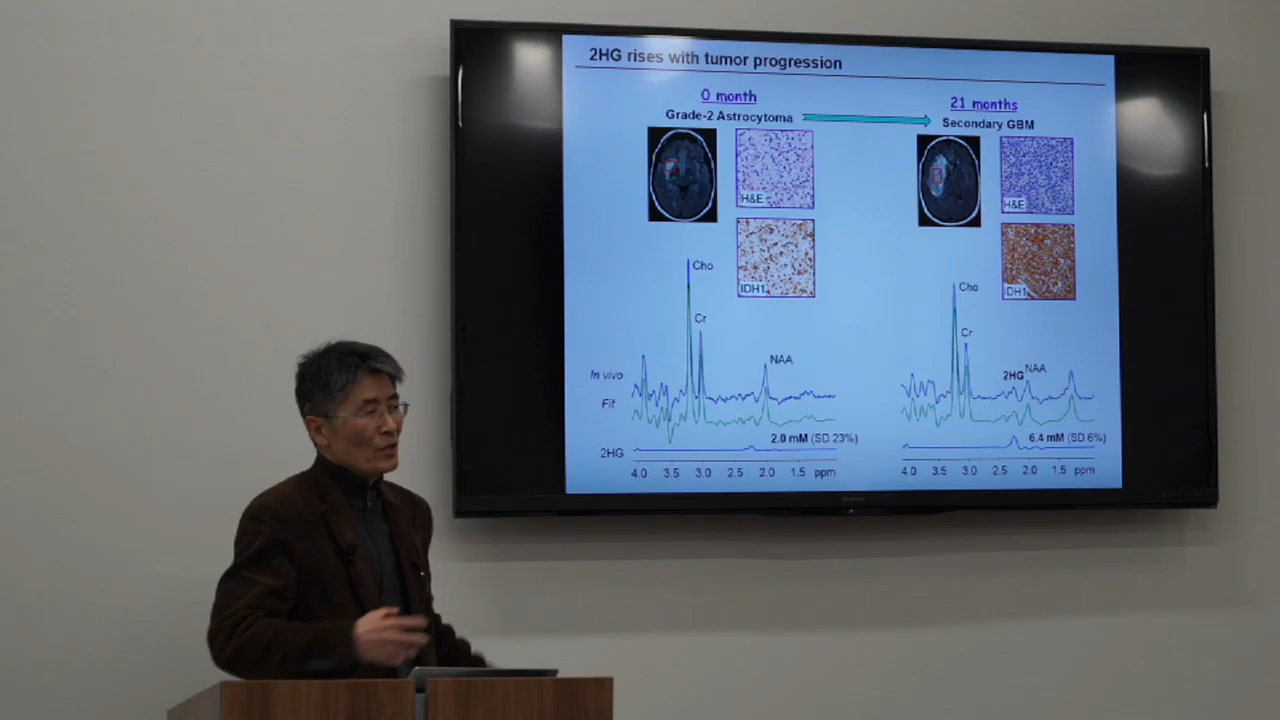 2HG rises with tumor progression
0 month
Grade-2 Astrocytoma
H&E
IDH1
21 months
Secondary GBM
H&E
IDH1
Cho
Cr
NAA
In vivo
Fit
2HG
2.0 mM (SD 23%)
4.0 3.5 3.0 2.5 2.0 1.5 ppm
Cho
Cr
2HG
NAA
6.4 mM (SD 6%)
4.0 3.5 3.0 2.5 2.0 1.5 ppm